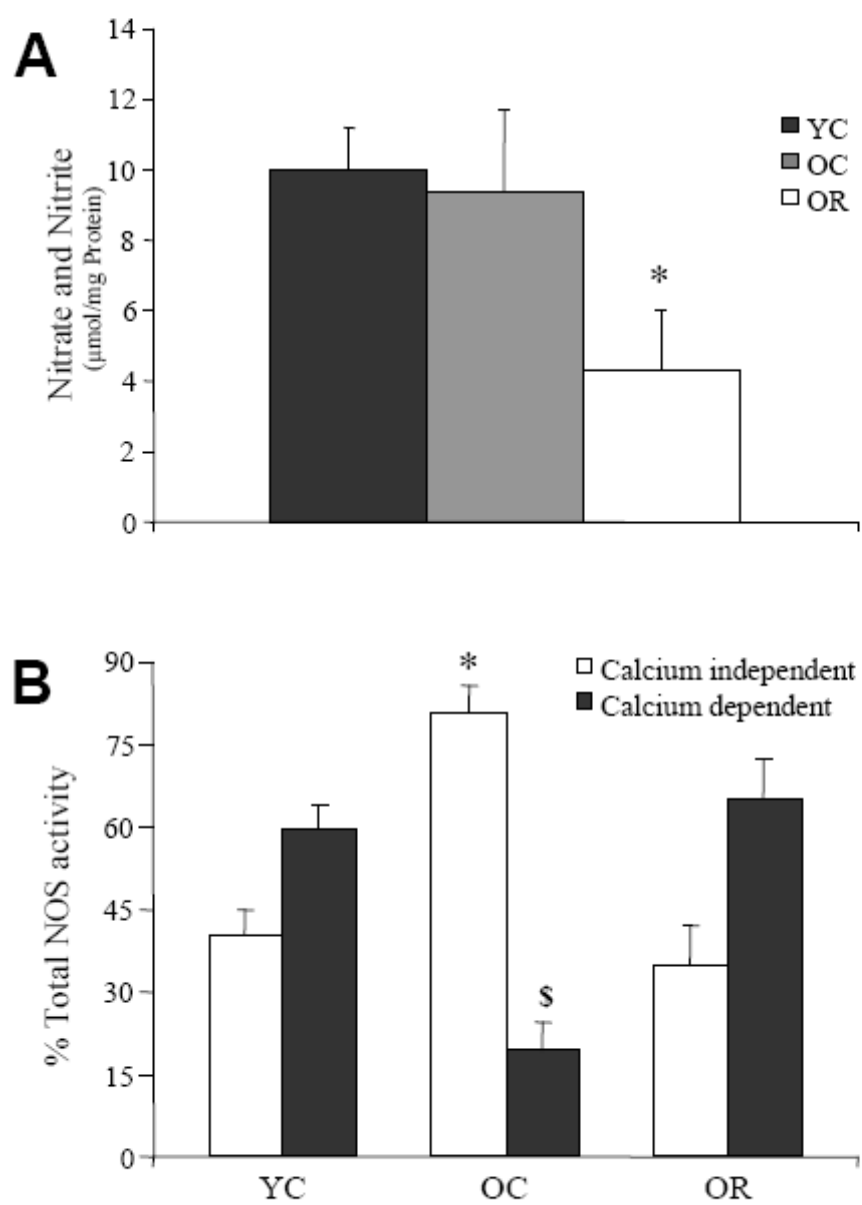 A
14
12
10
8
6
4
2
0
Nitrate and Nitrite
(μmol/mg Protein)
YC
OC
OR
*
B
90
75
60
45
30
15
0
% Total NOS activity
*
$
Calcium independent
Calcium dependent
YC OC OR